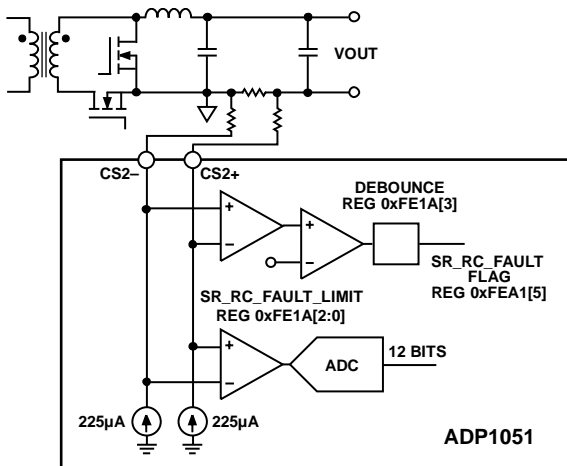 VOUT
CS2–
CS2+
DEBOUNCE
REG 0xFE1A[3]
+
–
+
–
SR_RC_FAULT
FLAG
REG 0xFEA1[5]
SR_RC_FAULT_LIMIT
REG 0xFE1A[2:0]
+
–
ADC
12 BITS
225µA
225µA
ADP1051